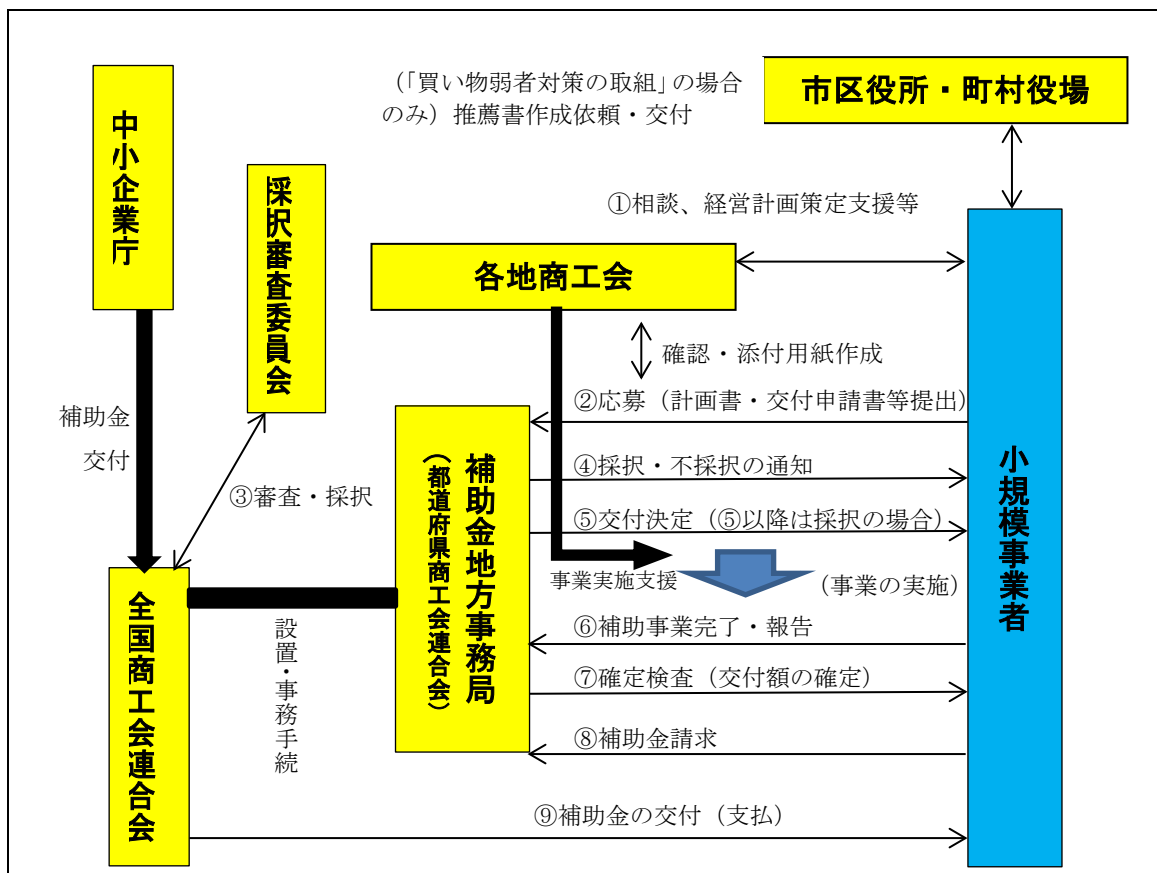 （「買い物弱者対策の取組」の場合
のみ）推薦書作成依頼・交付
市区役所・町村役場
中小企業庁
採択審査委員会
①相談、経営計画策定支援等
各地商工会
確認・添付用紙作成
補助金
交付
③審査・採択
②応募（計画書・交付申請書等提出）
④採択・不採択の通知
⑤交付決定（⑤以降は採択の場合）
補助金地方事務局
（都道府県商工会連合会）
小規模事業者
事業実施支援
（事業の実施）
全国商工会連合会
設置・事務手続
⑥補助事業完了・報告
⑦確定検査（交付額の確定）
⑧補助金請求
⑨補助金の交付（支払）